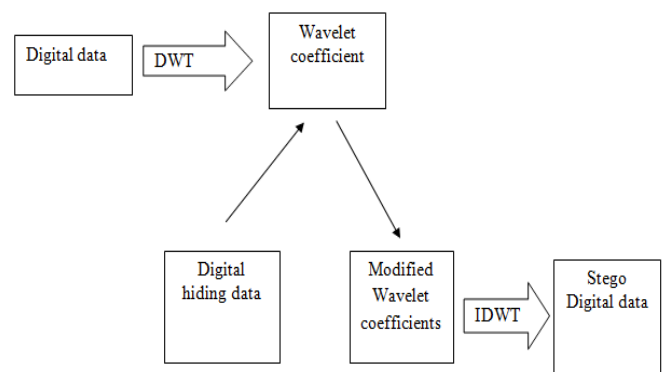 Digital data
DWT
Wavelet
coefficient
Digital
hiding data
Modified
Wavelet
coefficients
IDWT
Stego
Digital data